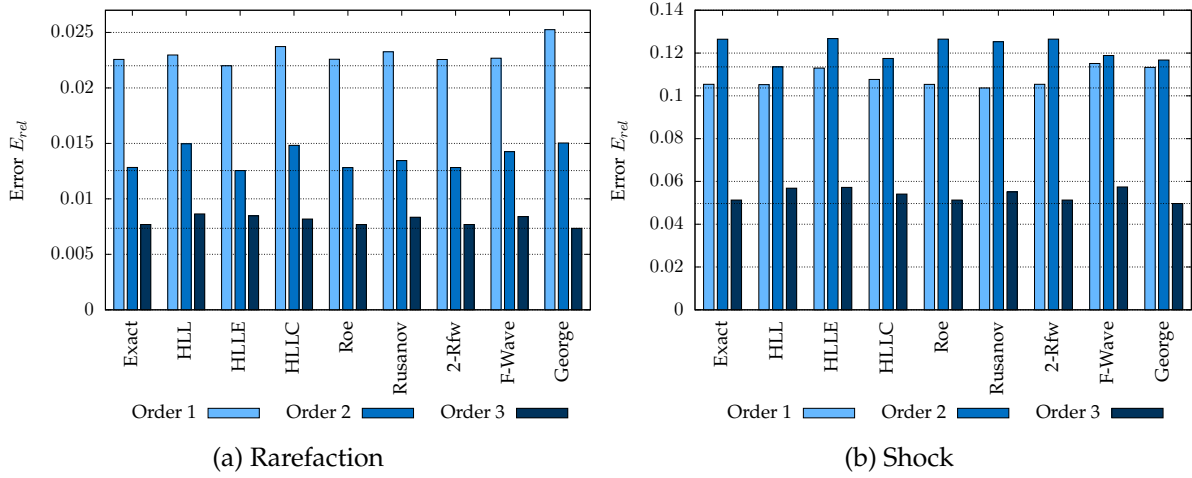 0.025
0.02
0.015
0.01
0.005
0
Error E_rel
Exact
HLL
HLLE
HLLC
Roe
Rusanov
2-Rfw
F-Wave
George
Order 1 Order 2 Order 3
(a) Rarefaction
0.14
0.12
0.1
0.08
0.06
0.04
0.02
0
Error E_rel
Exact
HLL
HLLE
HLLC
Roe
Rusanov
2-Rfw
F-Wave
George
Order 1 Order 2 Order 3
(b) Shock